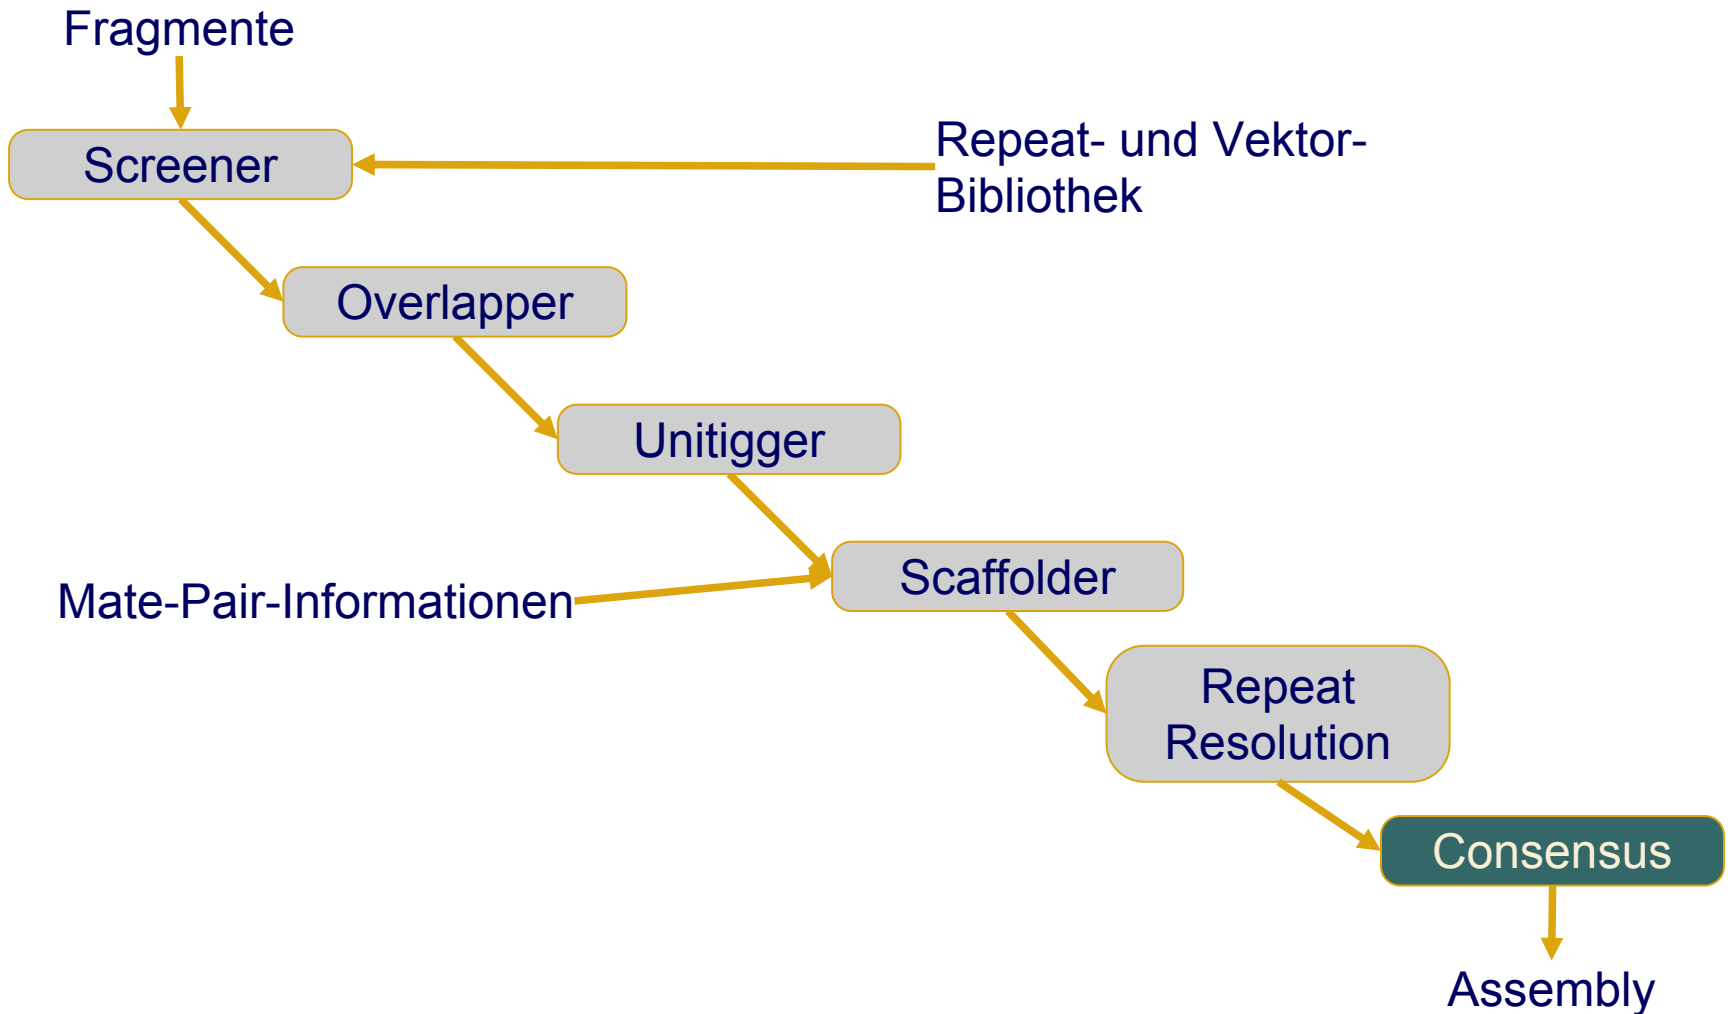 Fragmente
Repeat- und Vektor-
Bibliothek
Screener
Overlapper
Unitigger
Scaffolder
Mate-Pair-Informationen
Repeat
Resolution
Consensus
Assembly